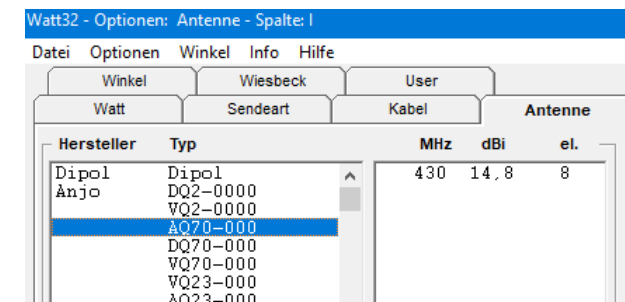 Watt32 - Optionen: Antenne - Spalte: I
Datei Optionen Winkel Info Hilfe
Winkel Wiesbeck User
Watt Sendeart Kabel Antenne
Hersteller Typ MHz dBi el.
Dipol Dipol 430 14,8 8
Anjo DQ2-0000
VQ2-0000
AQ70-000
DQ70-000
VQ70-000
VQ23-000
AQ23-000